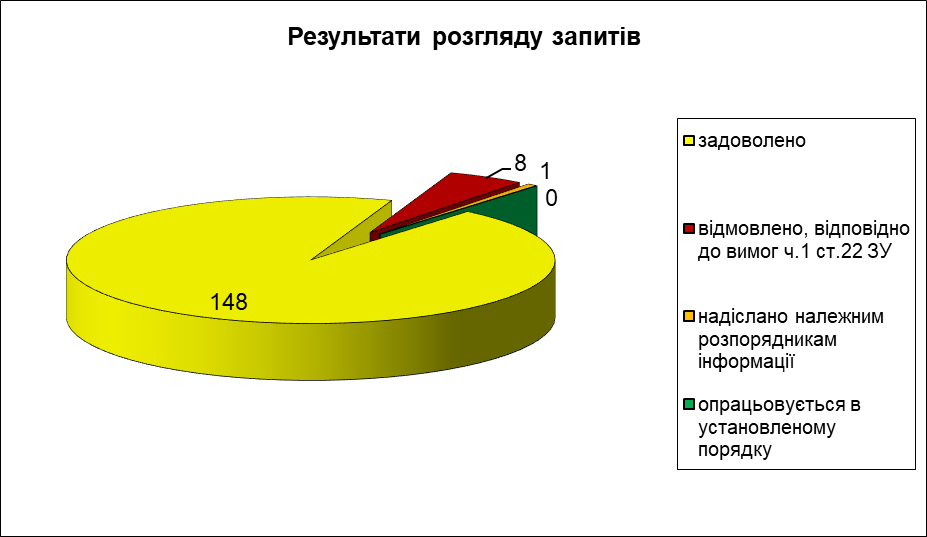 Результати розгляду запитів
8
1
0
148
задоволено
відмовлено, відповідно
до вимог ч.1 ст.22 ЗУ
надіслано належним
розпорядникам
інформації
опрацьовується в
установленому
порядку